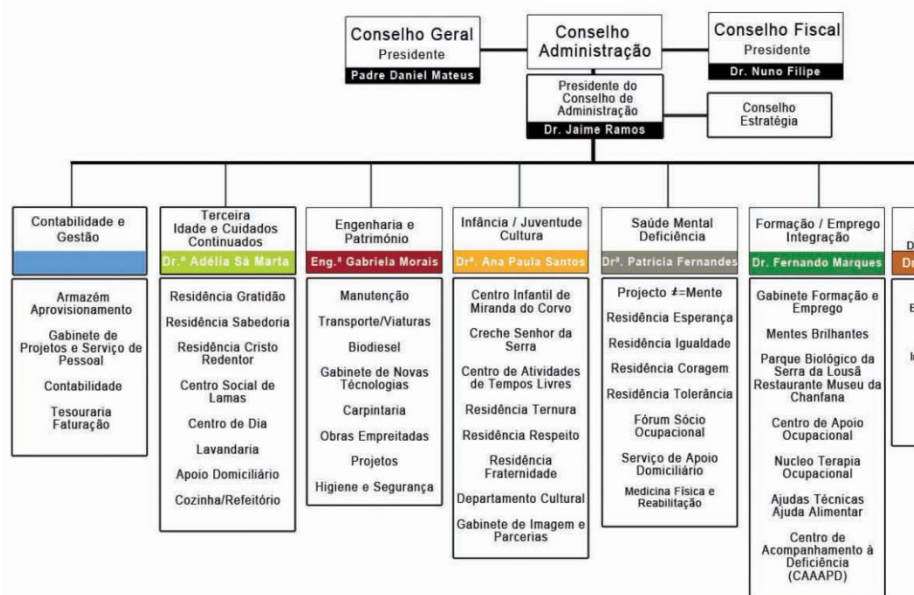 Conselho Geral
Presidente
Padre Daniel Mateus
Conselho
Administração
Conselho Fiscal
Presidente
Dr. Nuno Filipe
Presidente do
Conselho de
Administração
Dr. Jaime Ramos
Conselho
Estratégia
Contabilidade e
Gestão
Armazém
Aprovisionamento
Gabinete de
Projetos e Serviço de
Pessoal
Contabilidade
Tesouraria
Faturação
Terceira
Idade e Cuidados
Continuados
Dr.ª Adélia Sá Marta
Residência Gratidão
Residência Sabedoria
Residência Cristo
Redentor
Centro Social de
Lamas
Centro de Dia
Lavandaria
Apoio Domiciliário
Cozinha/Refeitório
Engenharia e
Património
Eng.ª Gabriela Morais
Manutenção
Transporte/Viaturas
Biodiesel
Gabinete de Novas
Técnologias
Carpintaria
Obras Empreitadas
Projetos
Higiene e Segurança
Infância / Juventude
Cultura
Drª. Ana Paula Santos
Centro Infantil de
Miranda do Corvo
Creche Senhor da
Serra
Centro de Atividades
de Tempos Livres
Residência Ternura
Residência Respeito
Residência
Fraternidade
Departamento Cultural
Gabinete de Imagem e
Parcerias
Saúde Mental
Deficiência
Drª. Patricia Fernandes
Projecto ≠=Mente
Residência Esperança
Residência Igualdade
Residência Coragem
Residência Tolerância
Fórum Sócio
Ocupacional
Serviço de Apoio
Domiciliário
Medicina Física e
Reabilitação
Formação / Emprego
Integração
Dr. Fernando Marques
Gabinete Formação e
Emprego
Mentes Brilhantes
Parque Biológico da
Serra da Lousã
Restaurante Museu da
Chanfana
Centro de Apoio
Ocupacional
Nucleo Terapia
Ocupacional
Ajudas Técnicas
Ajuda Alimentar
Centro de
Acompanhamento à
Deficiência
(CAAAPD)